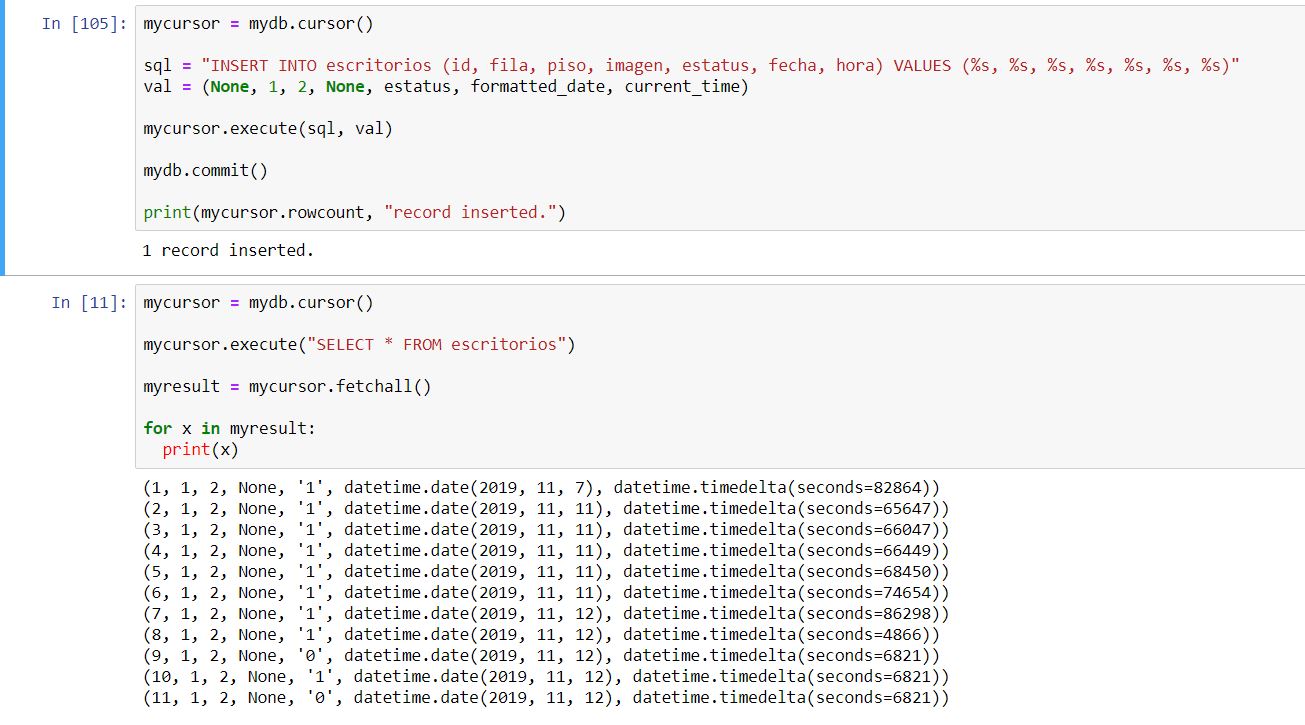 In [105]: mycursor = mydb.cursor()
sql = "INSERT INTO escritorios (id, fila, piso, imagen, estatus, fecha, hora) VALUES (%s, %s, %s, %s, %s, %s, %s)"
val = (None, 1, 2, None, estatus, formatted_date, current_time)
mycursor.execute(sql, val)
mydb.commit()
print(mycursor.rowcount, "record inserted.")
1 record inserted.
In [11]: mycursor = mydb.cursor()
mycursor.execute("SELECT * FROM escritorios")
myresult = mycursor.fetchall()
for x in myresult:
  print(x)
(1, 1, 2, None, '1', datetime.date(2019, 11, 7), datetime.timedelta(seconds=82864))
(2, 1, 2, None, '1', datetime.date(2019, 11, 11), datetime.timedelta(seconds=65647))
(3, 1, 2, None, '1', datetime.date(2019, 11, 11), datetime.timedelta(seconds=66047))
(4, 1, 2, None, '1', datetime.date(2019, 11, 11), datetime.timedelta(seconds=66449))
(5, 1, 2, None, '1', datetime.date(2019, 11, 11), datetime.timedelta(seconds=68450))
(6, 1, 2, None, '1', datetime.date(2019, 11, 11), datetime.timedelta(seconds=74654))
(7, 1, 2, None, '1', datetime.date(2019, 11, 12), datetime.timedelta(seconds=86298))
(8, 1, 2, None, '1', datetime.date(2019, 11, 12), datetime.timedelta(seconds=4866))
(9, 1, 2, None, '0', datetime.date(2019, 11, 12), datetime.timedelta(seconds=6821))
(10, 1, 2, None, '1', datetime.date(2019, 11, 12), datetime.timedelta(seconds=6821))
(11, 1, 2, None, '0', datetime.date(2019, 11, 12), datetime.timedelta(seconds=6821))